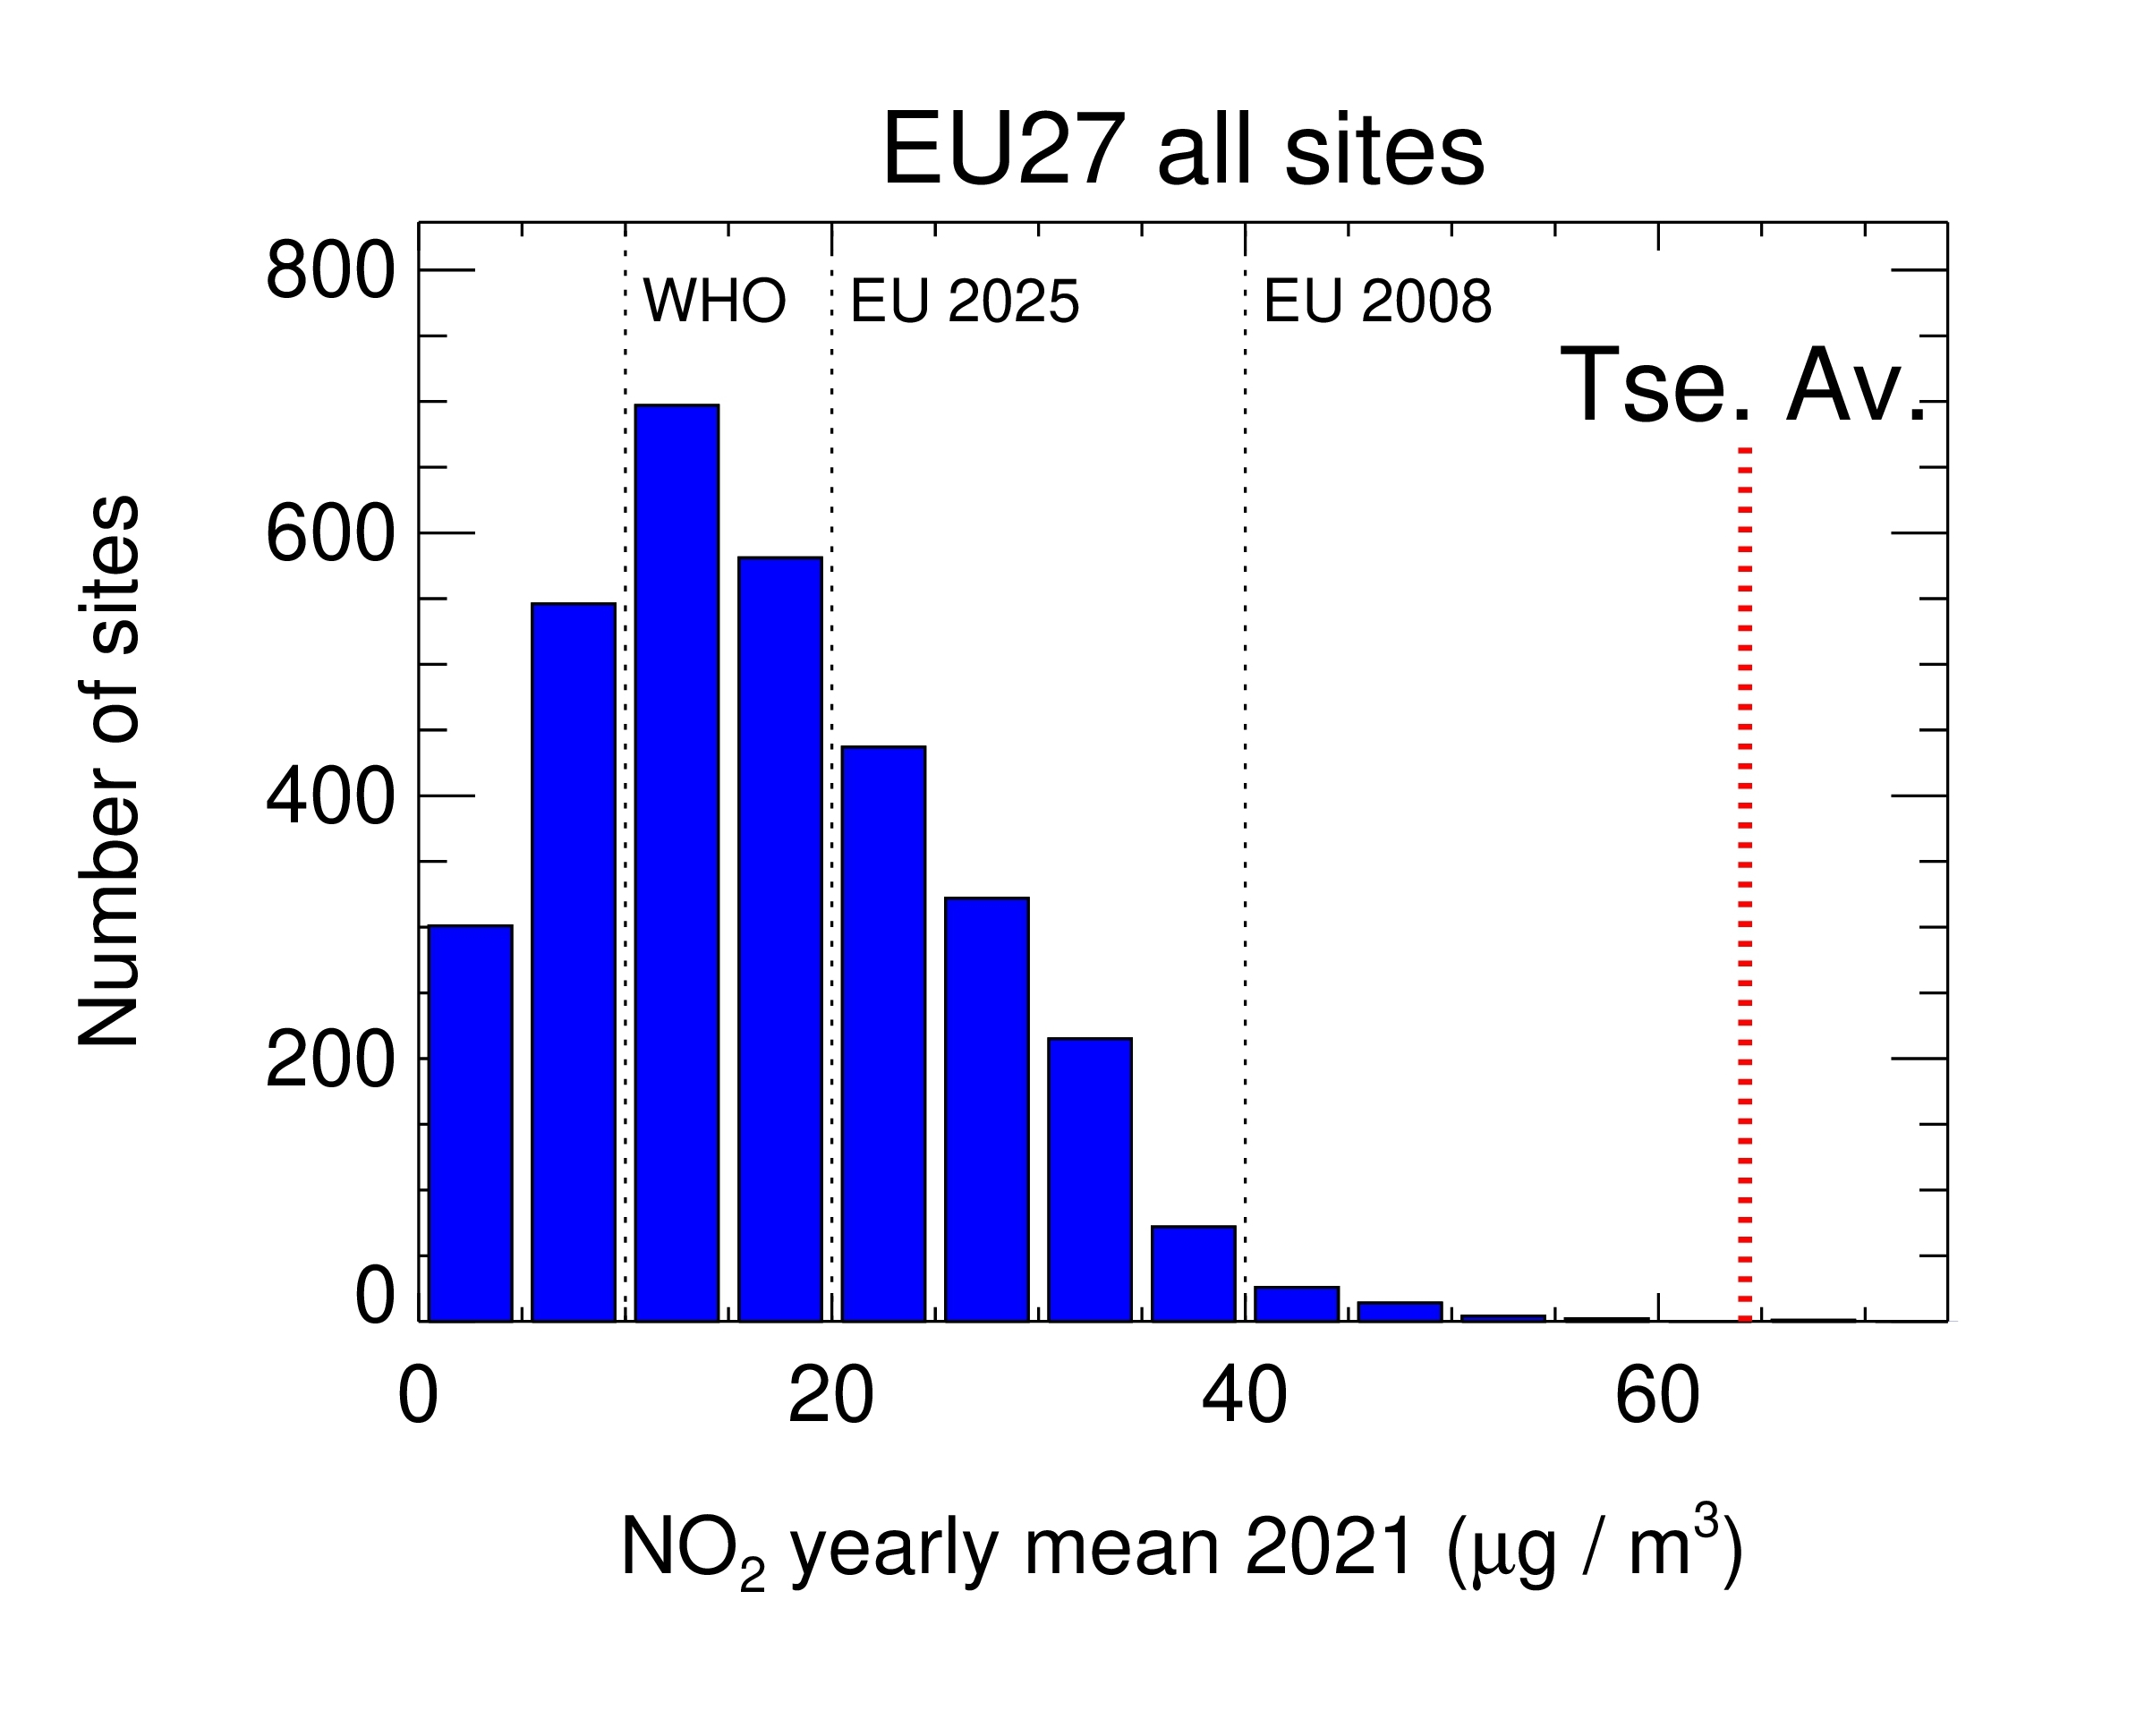 EU27 all sites
800
WHO
EU 2025
EU 2008
Tse. Av.
600
400
200
0
Number of sites
0
20
40
60
NO₂ yearly mean 2021 (μg / m³)